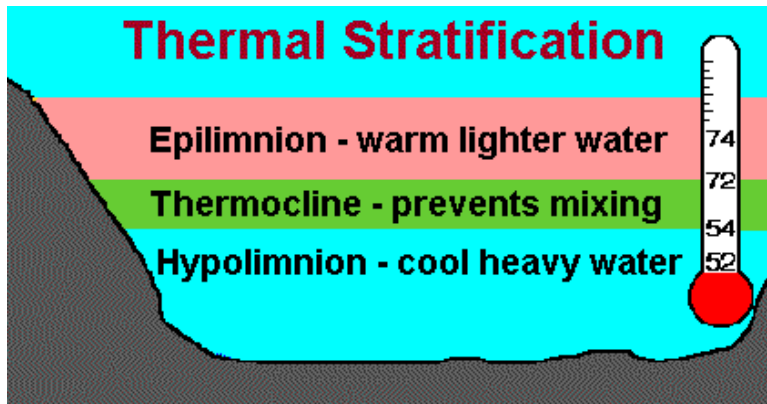 Thermal Stratification
Epilimnion - warm lighter water
74
72
Thermocline - prevents mixing
54
Hypolimnion - cool heavy water
52